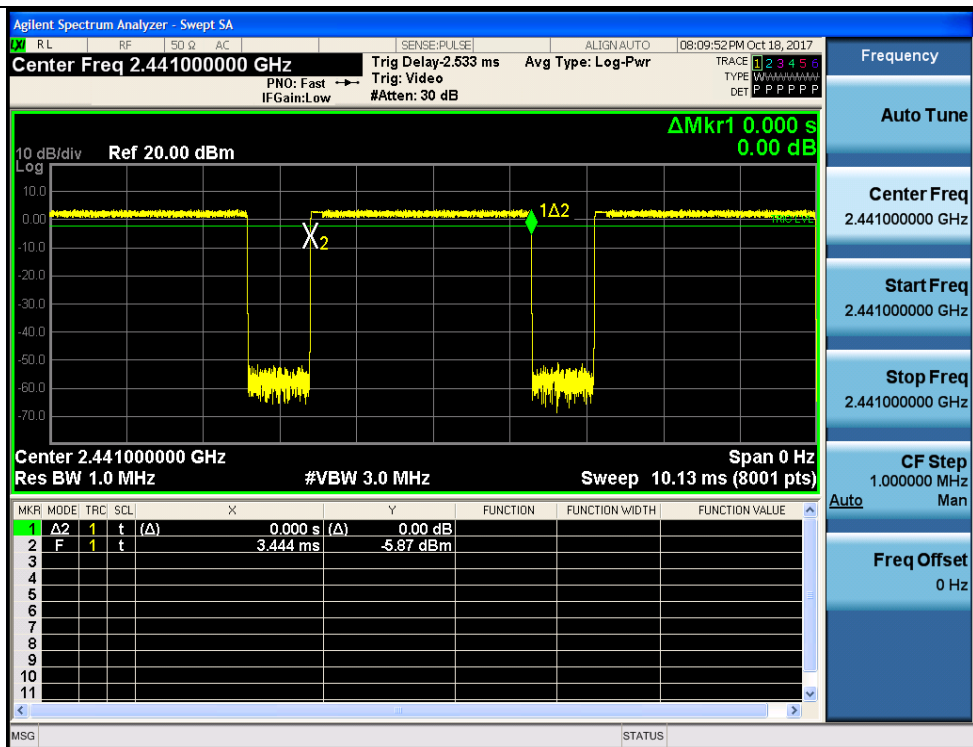 Agilent Spectrum Analyzer - Swept SA
LXI RL RF 50 Ω AC SENSE:PULSE ALIGN AUTO 08:09:52 PM Oct 18, 2017
Center Freq 2.441000000 GHz
PNO: Fast
IFGain:Low
Trig Delay-2.533 ms
Trig: Video
#Atten: 30 dB
Avg Type: Log-Pwr
TRACE 1 2 3 4 5 6
TYPE WWWWWW
DET P P P P P P
ΔMkr1 0.000 s
0.00 dB
10 dB/div
Log
Ref 20.00 dBm
10.0
0.00
-10.0
-20.0
-30.0
-40.0
-50.0
-60.0
-70.0
1Δ2
2
TRIG LVL
Center 2.441000000 GHz Span 0 Hz
Res BW 1.0 MHz #VBW 3.0 MHz Sweep 10.13 ms (8001 pts)
MKR MODE TRC SCL X Y FUNCTION FUNCTION WIDTH FUNCTION VALUE
1 Δ2 1 t (Δ) 0.000 s (Δ) 0.00 dB
2 F 1 t 3.444 ms -5.87 dBm
3
4
5
6
7
8
9
10
11
MSG STATUS
Frequency
Auto Tune
Center Freq
2.441000000 GHz
Start Freq
2.441000000 GHz
Stop Freq
2.441000000 GHz
CF Step
1.000000 MHz
Auto Man
Freq Offset
0 Hz